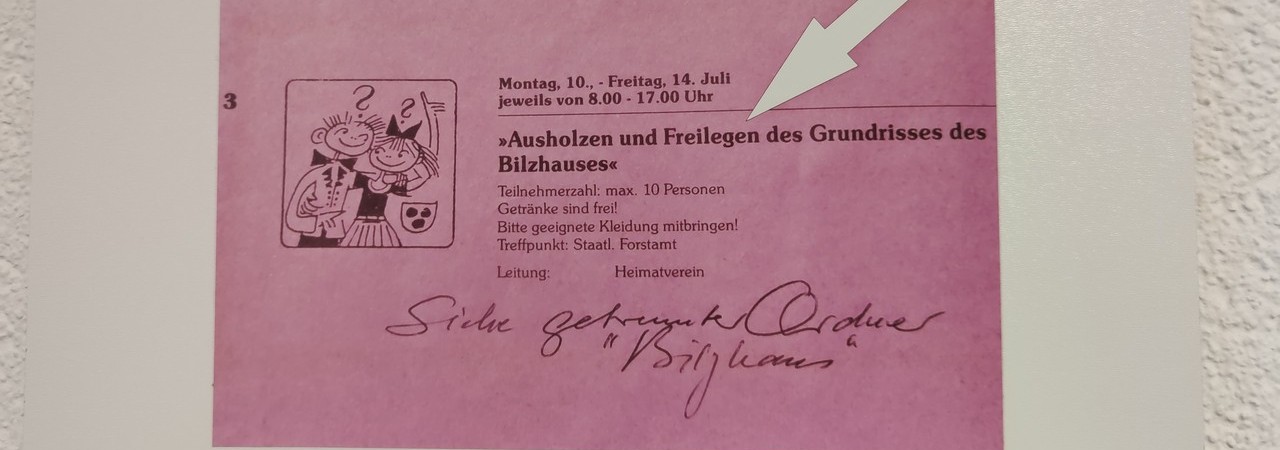 3
?
?
Montag, 10., - Freitag, 14. Juli
jeweils von 8.00 - 17.00 Uhr
»Ausholzen und Freilegen des Grundrisses des
Bilzhauses«
Teilnehmerzahl: max. 10 Personen
Getränke sind frei!
Bitte geeignete Kleidung mitbringen!
Treffpunkt: Staatl. Forstamt
Leitung: Heimatverein
Siehe getrennter Ordner
"Bilzhaus"